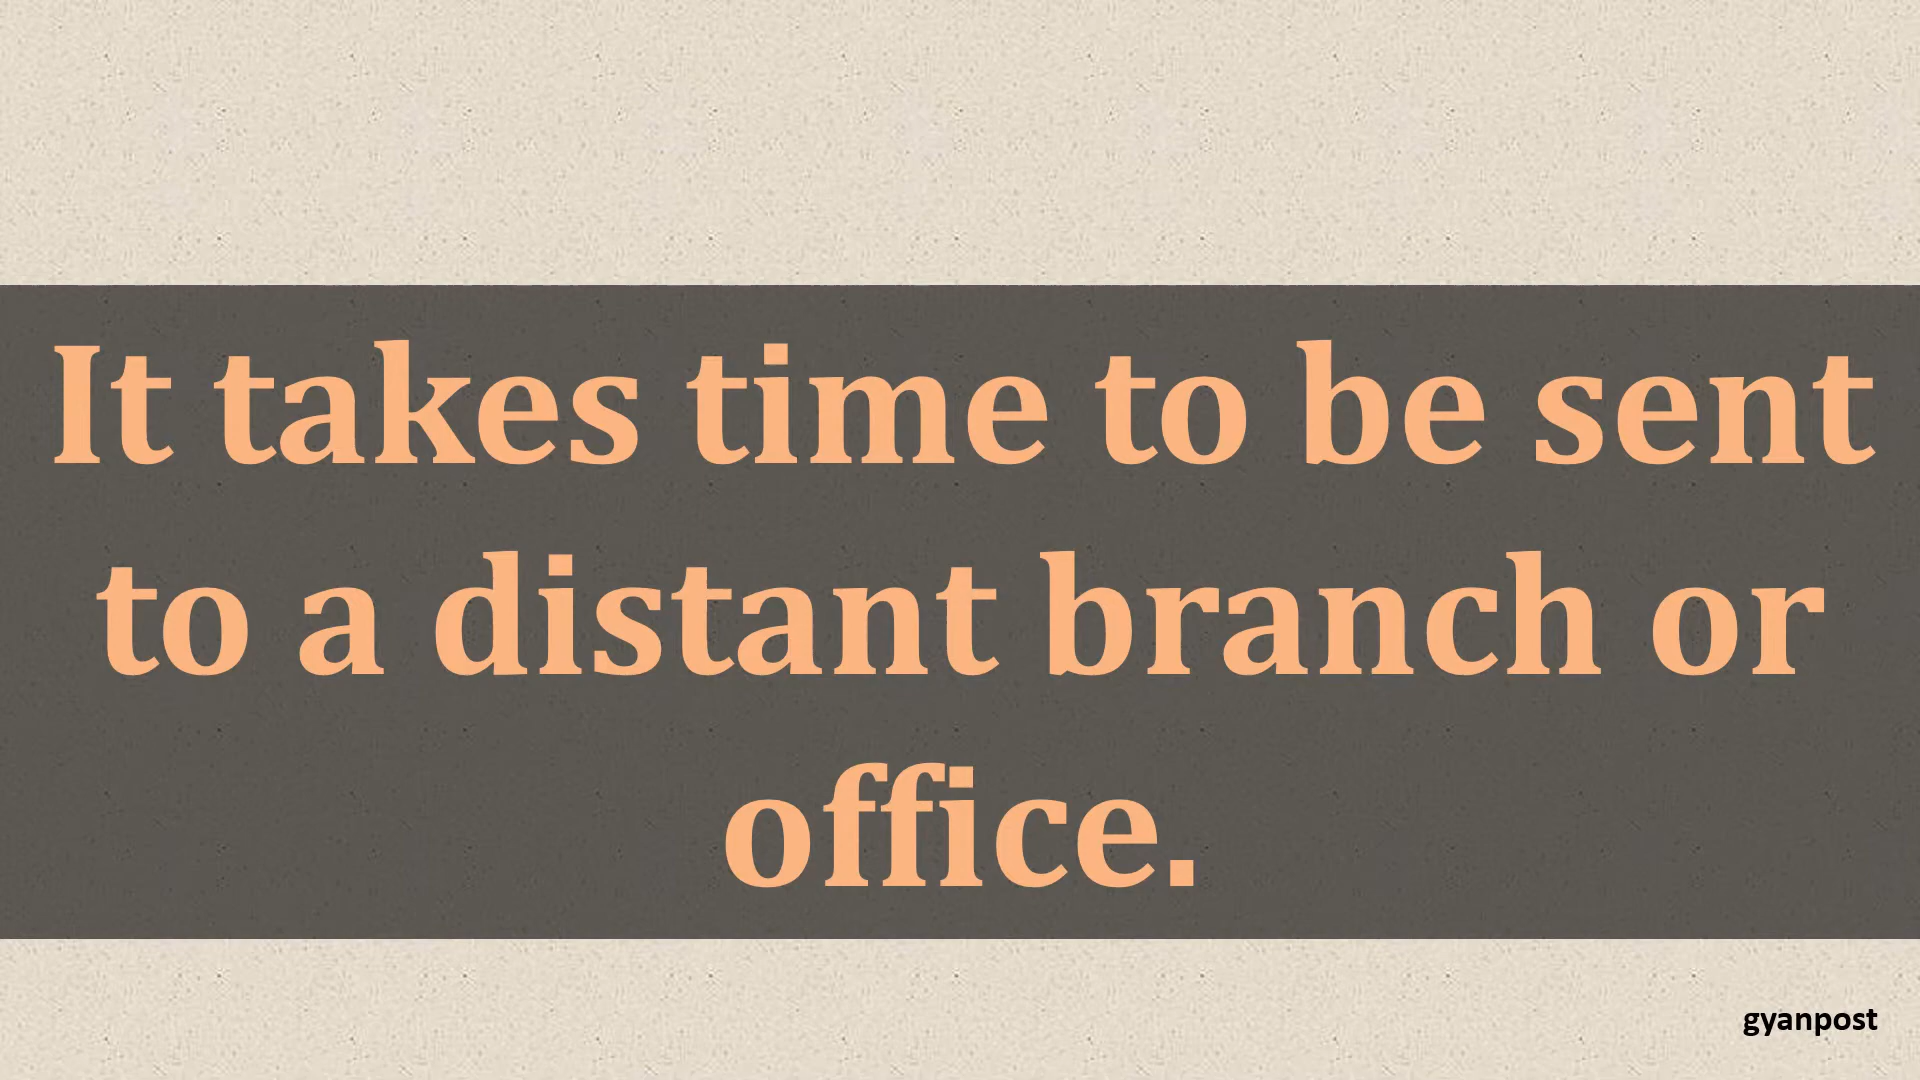 It takes time to be sent
to a distant branch or
office.
gyanpost